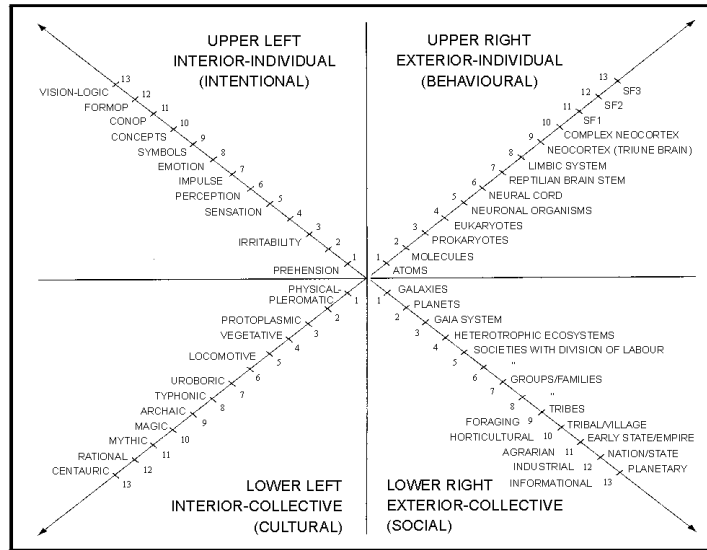 UPPER LEFT
INTERIOR-INDIVIDUAL
(INTENTIONAL)
13
VISION-LOGIC
12
FORMOP
11
CONOP
10
CONCEPTS
9
SYMBOLS
8
EMOTION
7
IMPULSE
6
PERCEPTION
5
SENSATION
4
3
IRRITABILITY
2
1
PREHENSION
UPPER RIGHT
EXTERIOR-INDIVIDUAL
(BEHAVIOURAL)
13
SF3
12
SF2
11
SF1
10
COMPLEX NEOCORTEX
9
NEOCORTEX (TRIUNE BRAIN)
8
LIMBIC SYSTEM
7
REPTILIAN BRAIN STEM
6
NEURAL CORD
5
NEURONAL ORGANISMS
4
EUKARYOTES
3
PROKARYOTES
2
MOLECULES
1
ATOMS
PHYSICAL-
PLEROMATIC
1
2
PROTOPLASMIC
3
VEGETATIVE
4
LOCOMOTIVE
5
6
UROBORIC
7
TYPHONIC
8
ARCHAIC
9
MAGIC
10
MYTHIC
11
RATIONAL
12
CENTAURIC
13
LOWER LEFT
INTERIOR-COLLECTIVE
(CULTURAL)
GALAXIES
1
PLANETS
2
GAIA SYSTEM
3
HETEROTROPHIC ECOSYSTEMS
4
SOCIETIES WITH DIVISION OF LABOUR
5
"
6
GROUPS/FAMILIES
7
"
8
TRIBES
FORAGING 9
TRIBAL/VILLAGE
HORTICULTURAL 10
EARLY STATE/EMPIRE
AGRARIAN 11
NATION/STATE
INDUSTRIAL 12
PLANETARY
INFORMATIONAL 13
LOWER RIGHT
EXTERIOR-COLLECTIVE
(SOCIAL)